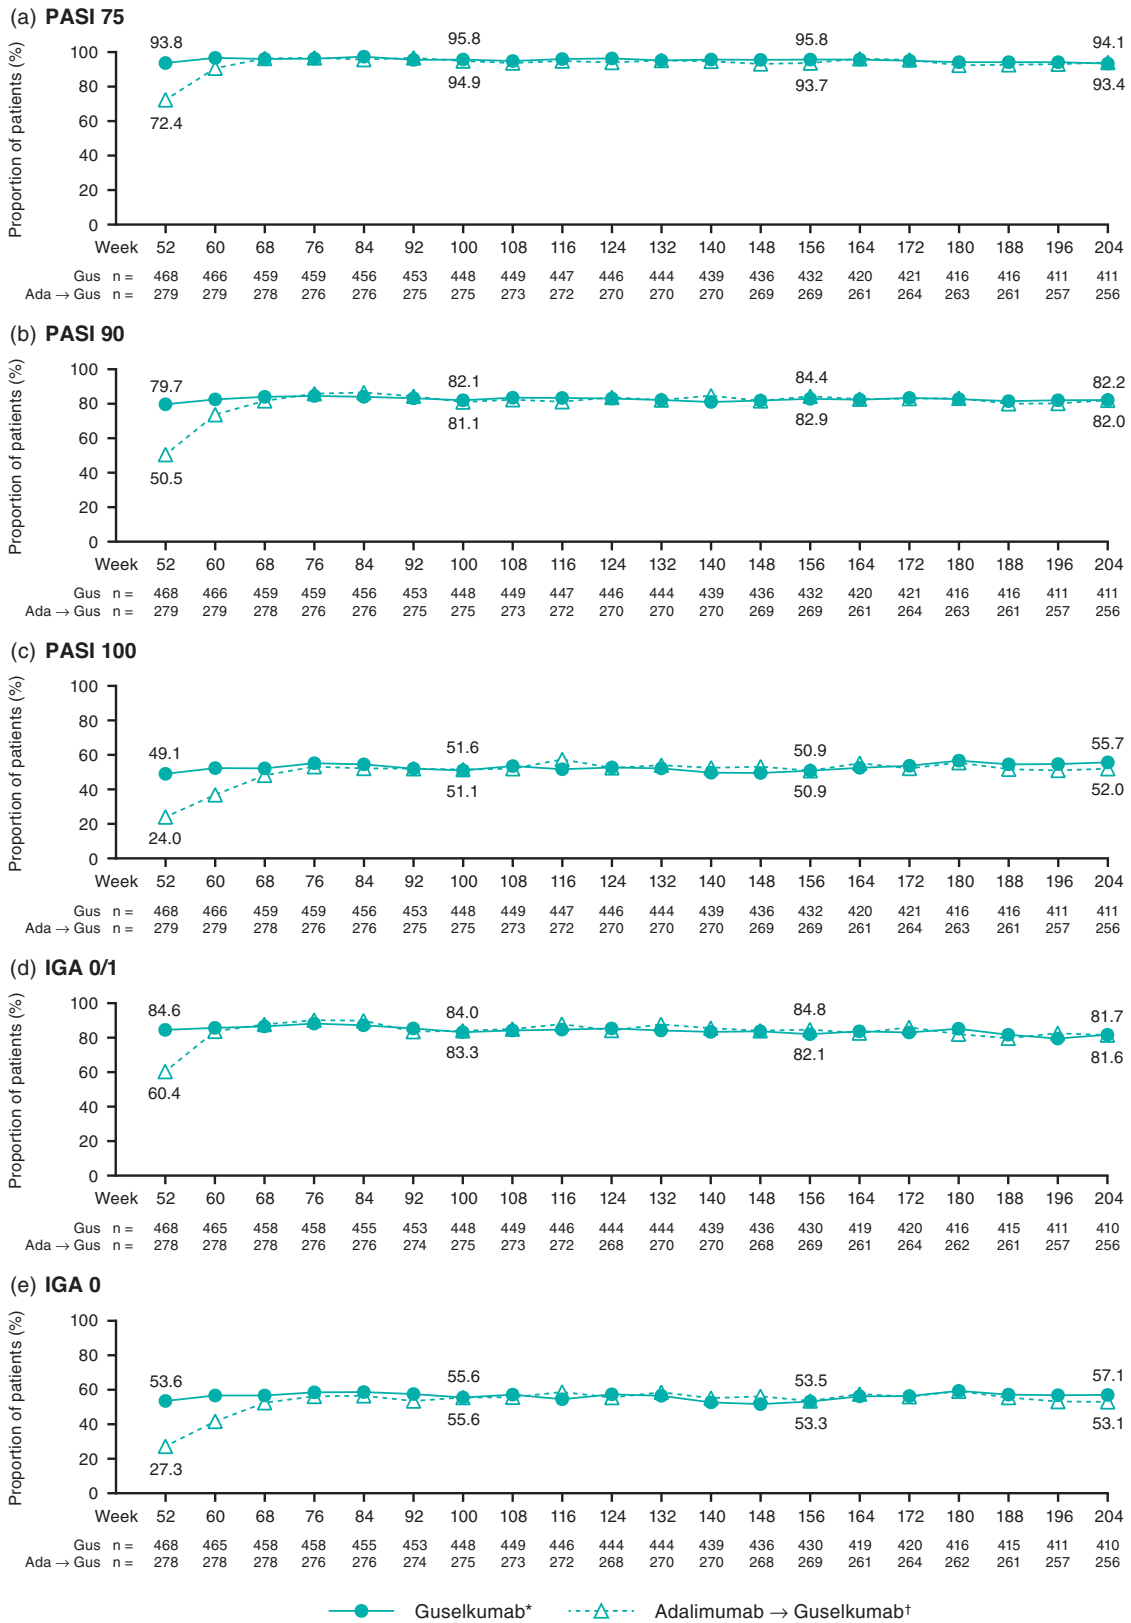 (a) PASI 75
Proportion of patients (%)
100
80
60
40
20
0
93.8 95.8 95.8 94.1
72.4 94.9 93.7 93.4
Week 52 60 68 76 84 92 100 108 116 124 132 140 148 156 164 172 180 188 196 204
Gus n = 468 466 459 459 456 453 448 449 447 446 444 439 436 432 420 421 416 416 411 411
Ada → Gus n = 279 279 278 276 276 275 275 273 272 270 270 270 269 269 261 264 263 261 257 256
(b) PASI 90
Proportion of patients (%)
100
80
60
40
20
0
79.7 82.1 84.4 82.2
50.5 81.1 82.9 82.0
Week 52 60 68 76 84 92 100 108 116 124 132 140 148 156 164 172 180 188 196 204
Gus n = 468 466 459 459 456 453 448 449 447 446 444 439 436 432 420 421 416 416 411 411
Ada → Gus n = 279 279 278 276 276 275 275 273 272 270 270 270 269 269 261 264 263 261 257 256
(c) PASI 100
Proportion of patients (%)
100
80
60
40
20
0
49.1 51.6 50.9 55.7
24.0 51.1 50.9 52.0
Week 52 60 68 76 84 92 100 108 116 124 132 140 148 156 164 172 180 188 196 204
Gus n = 468 466 459 459 456 453 448 449 447 446 444 439 436 432 420 421 416 416 411 411
Ada → Gus n = 279 279 278 276 276 275 275 273 272 270 270 270 269 269 261 264 263 261 257 256
(d) IGA 0/1
Proportion of patients (%)
100
80
60
40
20
0
84.6 84.0 84.8 81.7
60.4 83.3 82.1 81.6
Week 52 60 68 76 84 92 100 108 116 124 132 140 148 156 164 172 180 188 196 204
Gus n = 468 465 458 458 455 453 448 449 446 444 444 439 436 430 419 420 416 415 411 410
Ada → Gus n = 278 278 278 276 276 274 275 273 272 268 270 270 268 269 261 264 262 261 257 256
(e) IGA 0
Proportion of patients (%)
100
80
60
40
20
0
53.6 55.6 53.5 57.1
27.3 55.6 53.3 53.1
Week 52 60 68 76 84 92 100 108 116 124 132 140 148 156 164 172 180 188 196 204
Gus n = 468 465 458 458 455 453 448 449 446 444 444 439 436 430 419 420 416 415 411 410
Ada → Gus n = 278 278 278 276 276 274 275 273 272 268 270 270 268 269 261 264 262 261 257 256
Guselkumab* Adalimumab → Guselkumab†